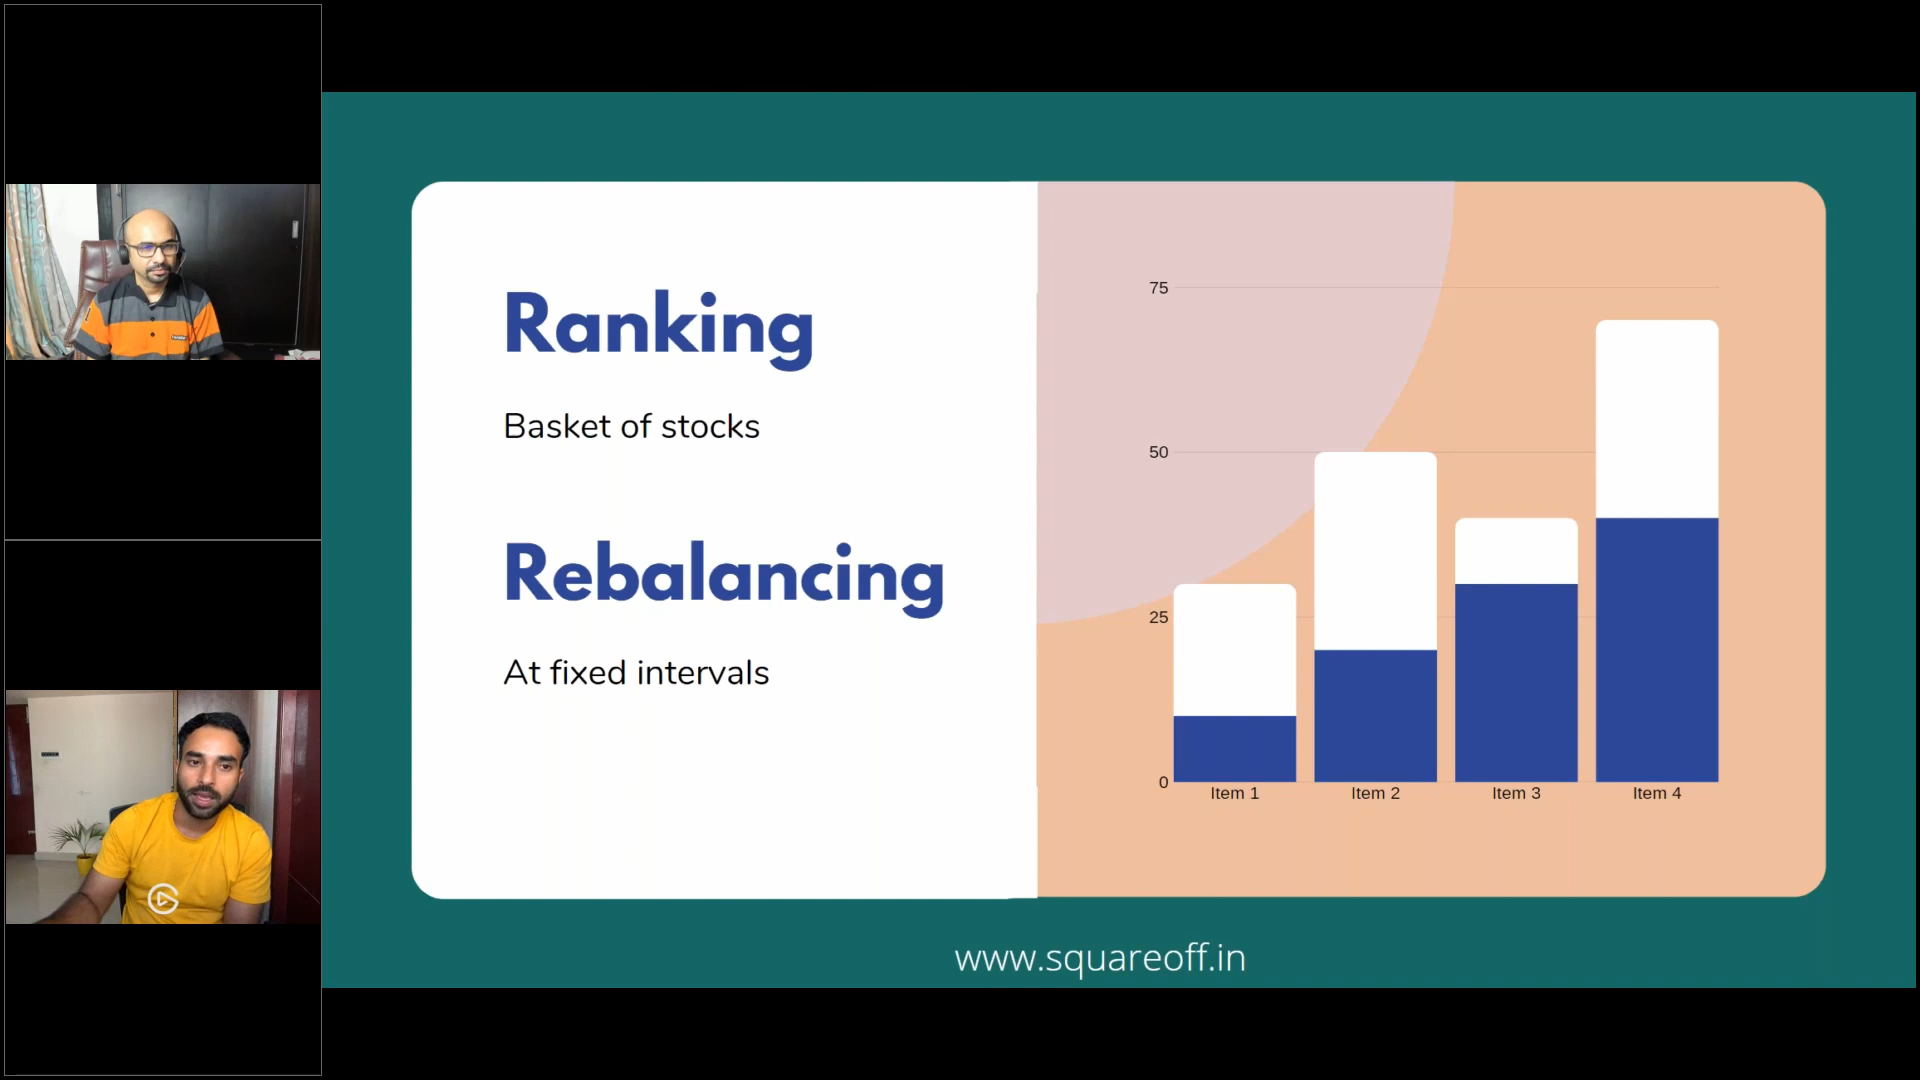 Ranking
Basket of stocks
Rebalancing
At fixed intervals
75
50
25
0
Item 1
Item 2
Item 3
Item 4
www.squareoff.in